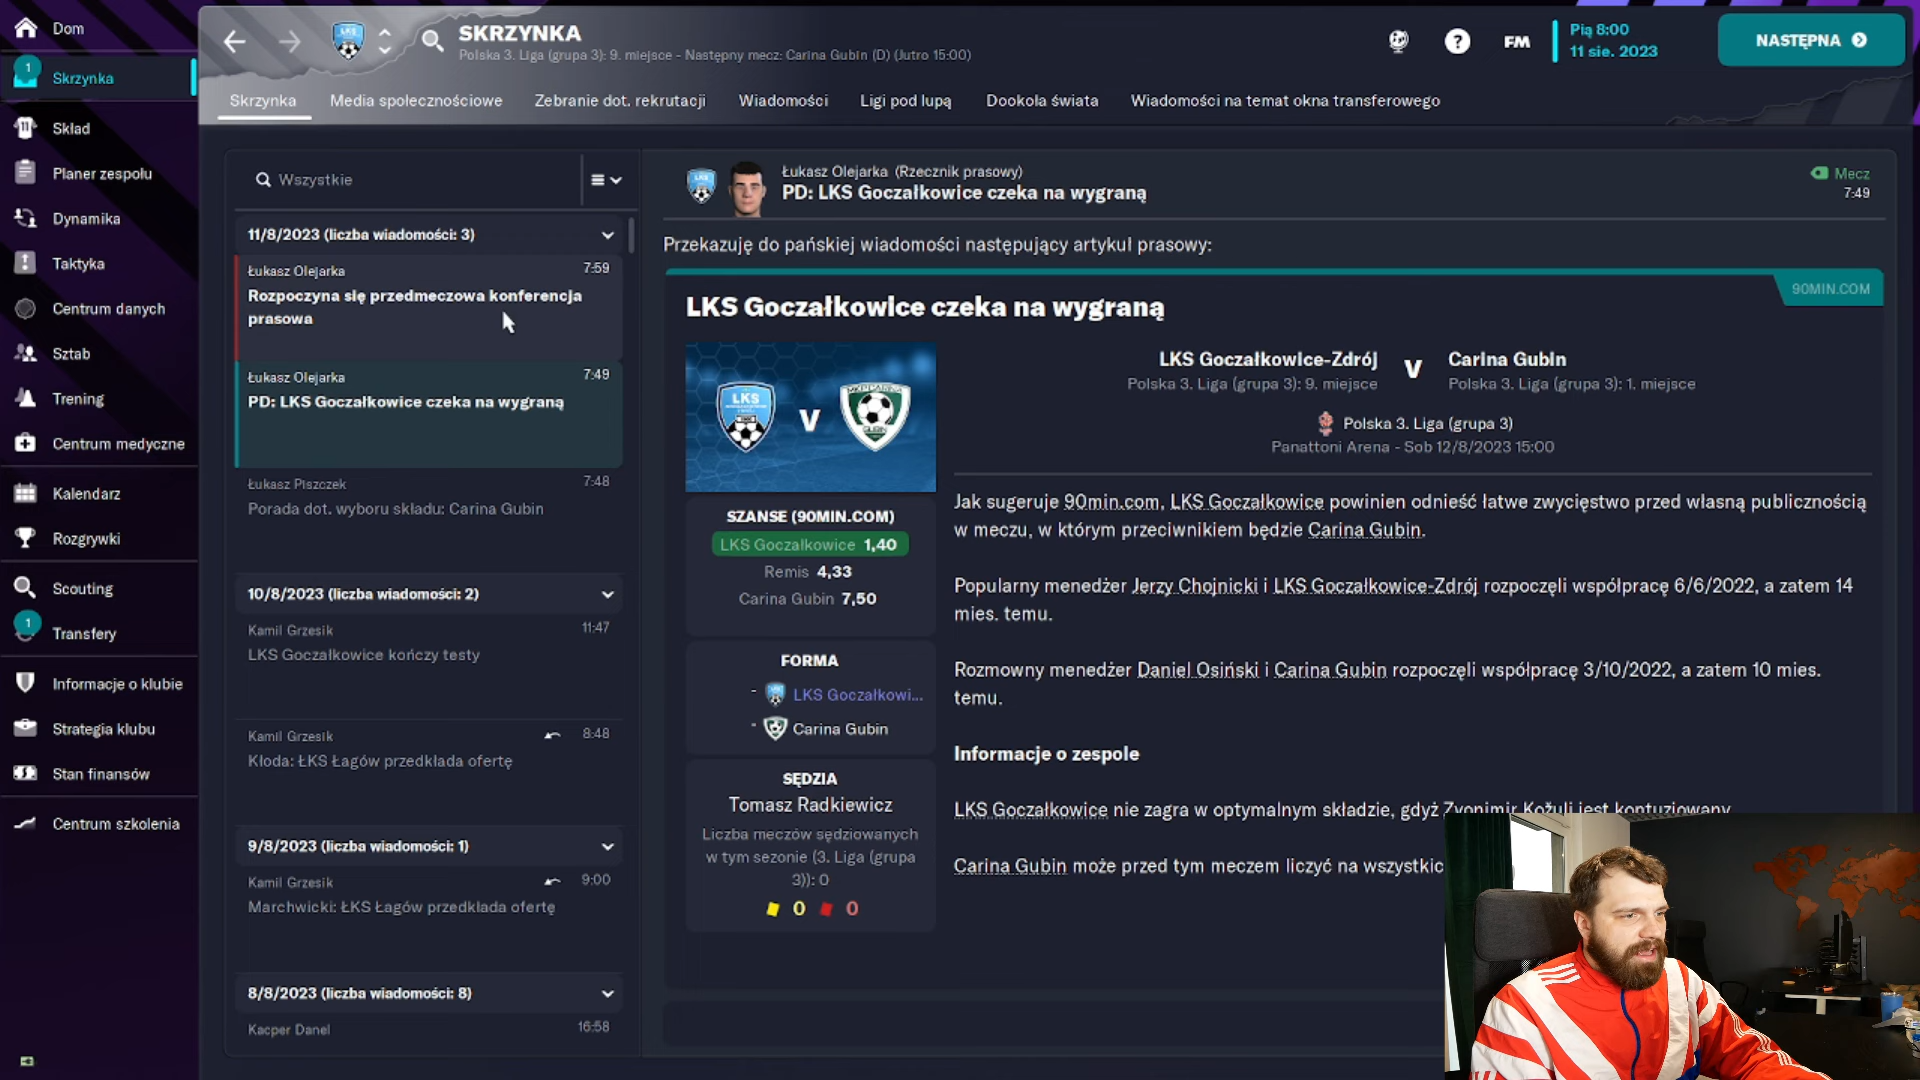 Dom
Skrzynka
1
Skład
Planer zespołu
Dynamika
Taktyka
Centrum danych
Sztab
Trening
Centrum medyczne
Kalendarz
Rozgrywki
Scouting
1
Transfery
Informacje o klubie
Strategia klubu
Stan finansów
Centrum szkolenia
SKRZYNKA
Polska 3. Liga (grupa 3): 9. miejsce - Następny mecz: Carina Gubin (D) (Jutro 15:00)
FM
Pią 8:00
11 sie. 2023
NASTĘPNA
Skrzynka
Media społecznościowe
Zebranie dot. rekrutacji
Wiadomości
Ligi pod lupą
Dookoła świata
Wiadomości na temat okna transferowego
Wszystkie
11/8/2023 (liczba wiadomości: 3)
Łukasz Olejarka 7:59
Rozpoczyna się przedmeczowa konferencja
prasowa
Łukasz Olejarka 7:49
PD: LKS Goczałkowice czeka na wygraną
Łukasz Piszczek 7:48
Porada dot. wyboru składu: Carina Gubin
10/8/2023 (liczba wiadomości: 2)
Kamil Grzesik 11:47
LKS Goczałkowice kończy testy
Kamil Grzesik 8:48
Kłoda: ŁKS Łagów przedkłada ofertę
9/8/2023 (liczba wiadomości: 1)
Kamil Grzesik 9:00
Marchwicki: ŁKS Łagów przedkłada ofertę
8/8/2023 (liczba wiadomości: 8)
Kacper Danel 16:58
Łukasz Olejarka (Rzecznik prasowy)
PD: LKS Goczałkowice czeka na wygraną
Mecz
7:49
Przekazuję do pańskiej wiadomości następujący artykuł prasowy:
90MIN.COM
LKS Goczałkowice czeka na wygraną
LKS
V
GUBIN
LKS Goczałkowice-Zdrój v Carina Gubin
Polska 3. Liga (grupa 3): 9. miejsce
Polska 3. Liga (grupa 3): 1. miejsce
Polska 3. Liga (grupa 3)
Panattoni Arena - Sob 12/8/2023 15:00
SZANSE (90MIN.COM)
LKS Goczałkowice 1,40
Remis 4,33
Carina Gubin 7,50
FORMA
- LKS Goczałkowi...
- Carina Gubin
SĘDZIA
Tomasz Radkiewicz
Liczba meczów sędziowanych
w tym sezonie (3. Liga (grupa
3)): 0
0 0
Jak sugeruje 90min.com, LKS Goczałkowice powinien odnieść łatwe zwycięstwo przed własną publicznością
w meczu, w którym przeciwnikiem będzie Carina Gubin.
Popularny menedżer Jerzy Chojnicki i LKS Goczałkowice-Zdrój rozpoczęli współpracę 6/6/2022, a zatem 14
mies. temu.
Rozmowny menedżer Daniel Osiński i Carina Gubin rozpoczęli współpracę 3/10/2022, a zatem 10 mies.
temu.
Informacje o zespole
LKS Goczałkowice nie zagra w optymalnym składzie, gdyż Zvonimir Kožulj jest kontuzjowany
Carina Gubin może przed tym meczem liczyć na